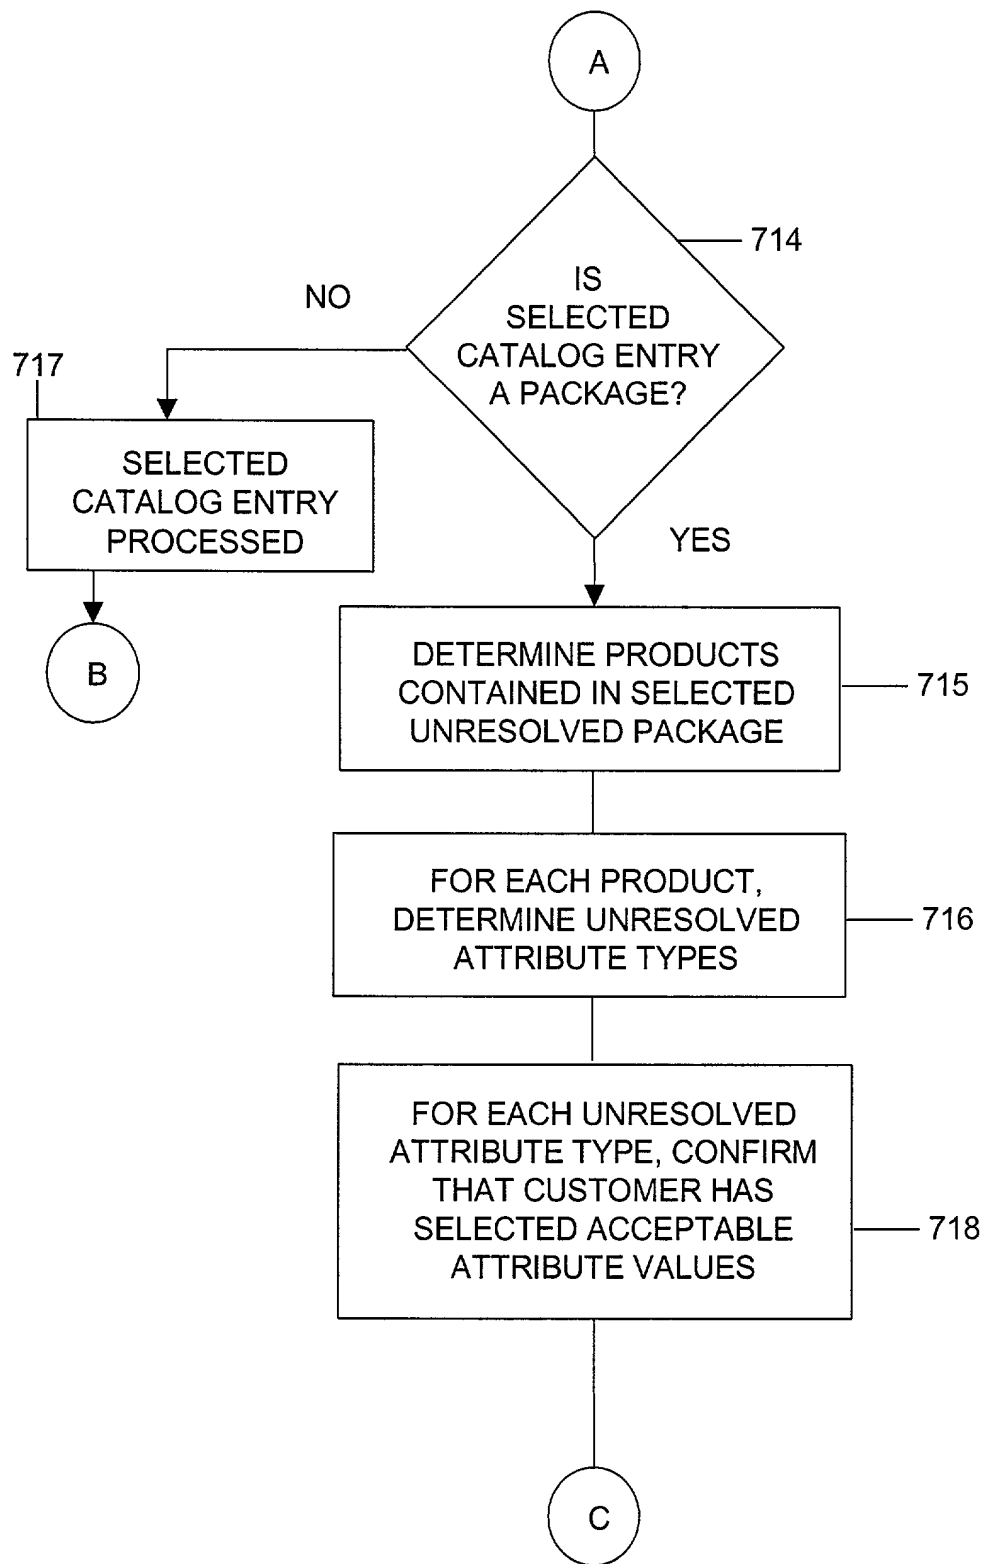 A
714
IS
SELECTED
CATALOG ENTRY
A PACKAGE?
NO
717
SELECTED
CATALOG ENTRY
PROCESSED
B
YES
DETERMINE PRODUCTS
CONTAINED IN SELECTED
UNRESOLVED PACKAGE
715
FOR EACH PRODUCT,
DETERMINE UNRESOLVED
ATTRIBUTE TYPES
716
FOR EACH UNRESOLVED
ATTRIBUTE TYPE, CONFIRM
THAT CUSTOMER HAS
SELECTED ACCEPTABLE
ATTRIBUTE VALUES
718
C